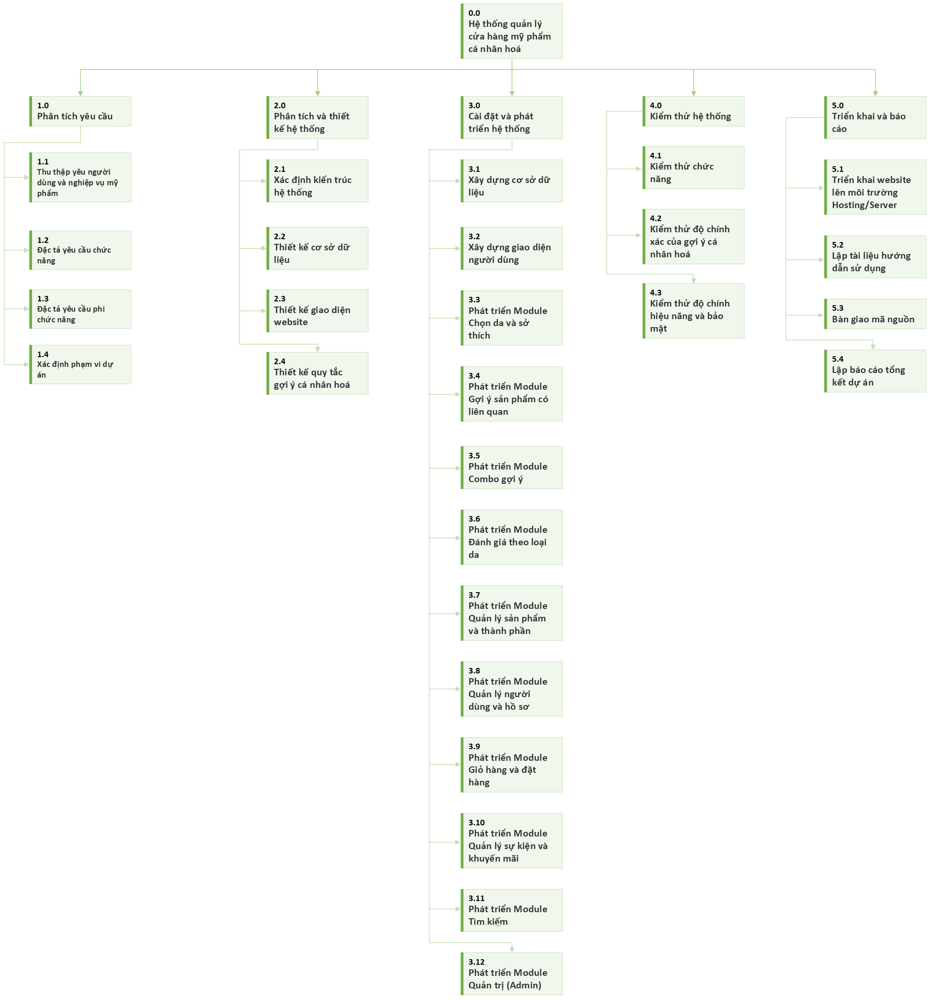 0.0
Hệ thống quản lý
cửa hàng mỹ phẩm
cá nhân hoá
1.0
Phân tích yêu cầu
1.1
Thu thập yêu người
dùng và nghiệp vụ mỹ
phẩm
1.2
Đặc tả yêu cầu chức
năng
1.3
Đặc tả yêu cầu phi
chức năng
1.4
Xác định phạm vi dự
án
2.0
Phân tích và thiết
kế hệ thống
2.1
Xác định kiến trúc
hệ thống
2.2
Thiết kế cơ sở dữ
liệu
2.3
Thiết kế giao diện
website
2.4
Thiết kế quy tắc
gợi ý cá nhân hoá
3.0
Cài đặt và phát
triển hệ thống
3.1
Xây dựng cơ sở dữ
liệu
3.2
Xây dựng giao diện
người dùng
3.3
Phát triển Module
Chọn da và sở
thích
3.4
Phát triển Module
Gợi ý sản phẩm có
liên quan
3.5
Phát triển Module
Combo gợi ý
3.6
Phát triển Module
Đánh giá theo loại
da
3.7
Phát triển Module
Quản lý sản phẩm
và thành phần
3.8
Phát triển Module
Quản lý người
dùng và hồ sơ
3.9
Phát triển Module
Giỏ hàng và đặt
hàng
3.10
Phát triển Module
Quản lý sự kiện và
khuyến mãi
3.11
Phát triển Module
Tìm kiếm
3.12
Phát triển Module
Quản trị (Admin)
4.0
Kiểm thử hệ thống
4.1
Kiểm thử chức
năng
4.2
Kiểm thử độ chính
xác của gợi ý cá
nhân hoá
4.3
Kiểm thử độ chính
hiệu năng và bảo
mật
5.0
Triển khai và báo
cáo
5.1
Triển khai website
lên môi trường
Hosting/Server
5.2
Lập tài liệu hướng
dẫn sử dụng
5.3
Bàn giao mã nguồn
5.4
Lập báo cáo tổng
kết dự án